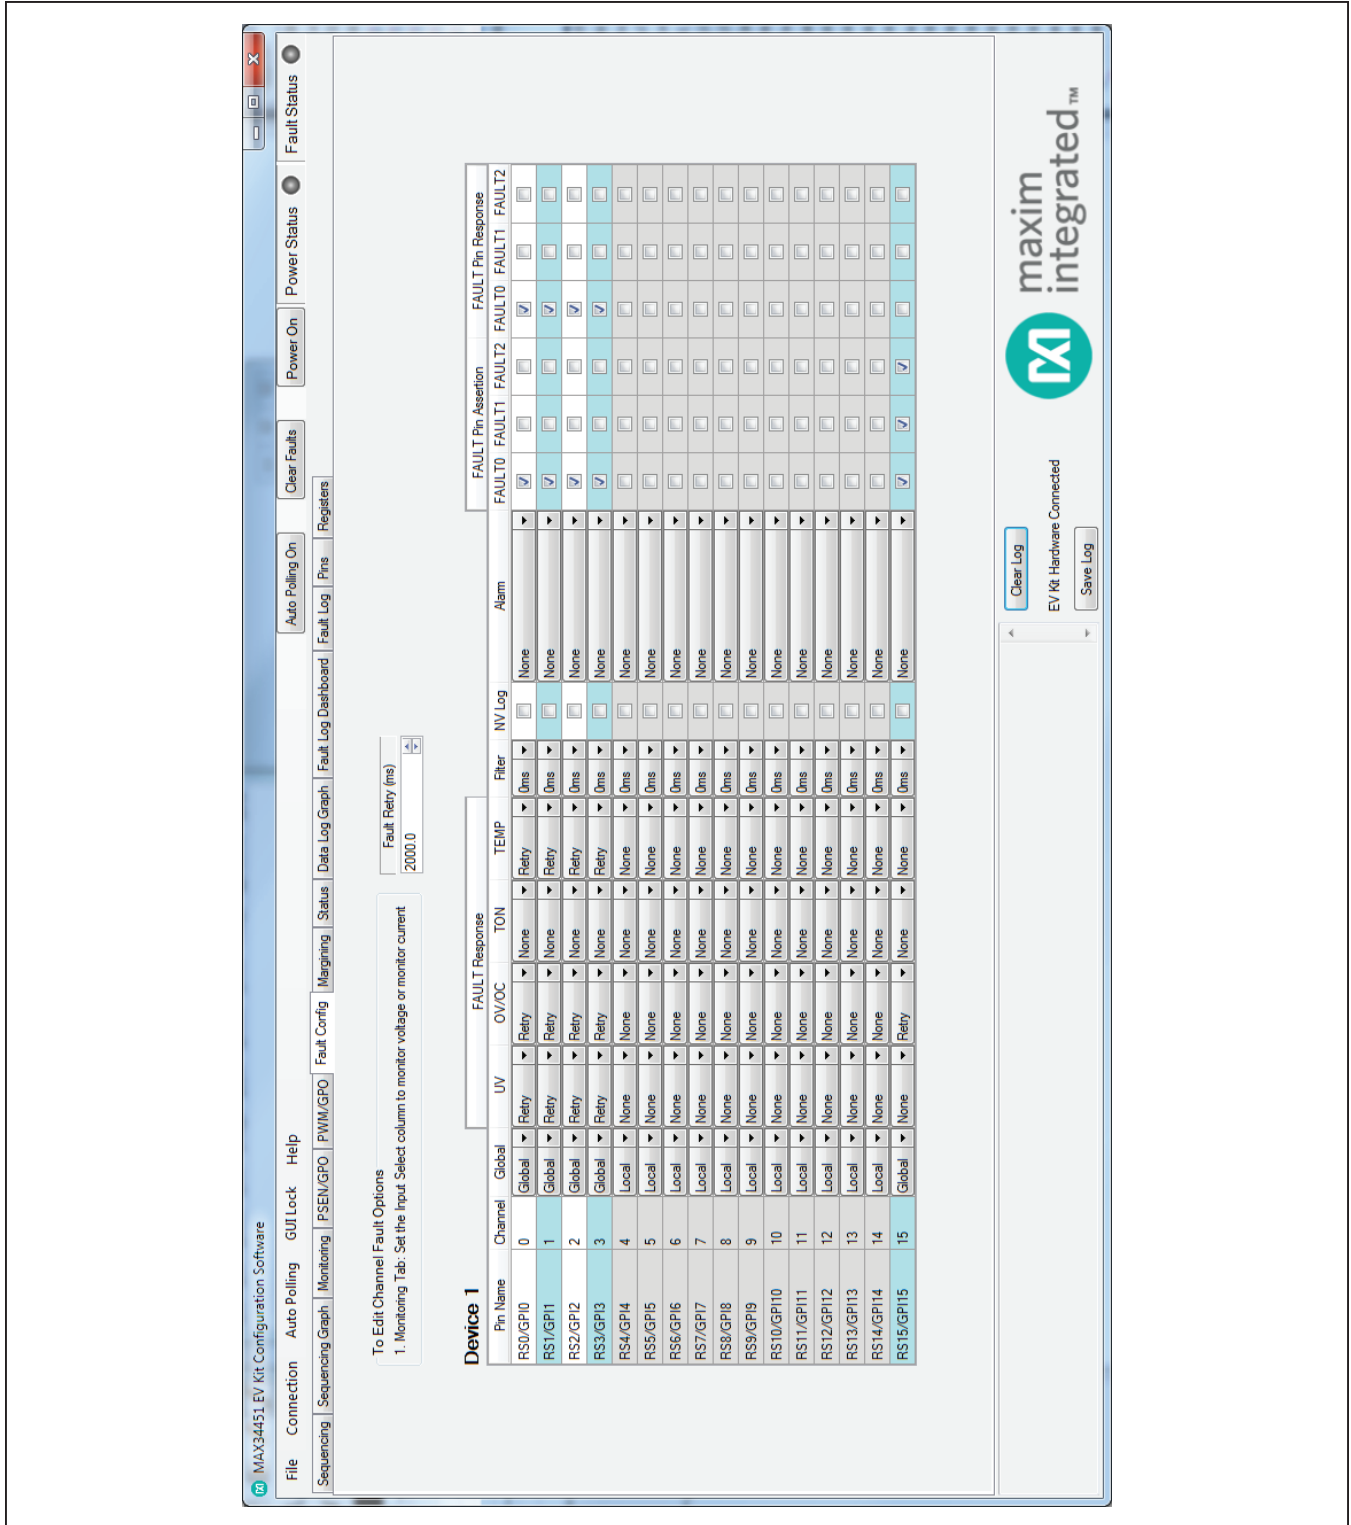 MAX34451 EV Kit Configuration Software
File Connection Auto Polling GUI Lock Help Auto Polling On Clear Faults Power On Power Status Fault Status
Sequencing Sequencing Graph Monitoring PSEN/GPO PWM/GPO Fault Config Margining Status Data Log Graph Fault Log Dashboard Fault Log Pins Registers
To Edit Channel Fault Options
1. Monitoring Tab: Set the Input Select column to monitor voltage or monitor current
Fault Retry (ms)
2000.0
Device 1
FAULT Response FAULT Pin Assertion FAULT Pin Response
Pin Name Channel Global UV OV/OC TON TEMP Filter NV Log Alarm FAULT0 FAULT1 FAULT2 FAULT0 FAULT1 FAULT2
RS0/GPI0 0 Global Retry Retry None Retry 0ms None
RS1/GPI1 1 Global Retry Retry None Retry 0ms None
RS2/GPI2 2 Global Retry Retry None Retry 0ms None
RS3/GPI3 3 Global Retry Retry None Retry 0ms None
RS4/GPI4 4 Local None None None None 0ms None
RS5/GPI5 5 Local None None None None 0ms None
RS6/GPI6 6 Local None None None None 0ms None
RS7/GPI7 7 Local None None None None 0ms None
RS8/GPI8 8 Local None None None None 0ms None
RS9/GPI9 9 Local None None None None 0ms None
RS10/GPI10 10 Local None None None None 0ms None
RS11/GPI11 11 Local None None None None 0ms None
RS12/GPI12 12 Local None None None None 0ms None
RS13/GPI13 13 Local None None None None 0ms None
RS14/GPI14 14 Local None None None None 0ms None
RS15/GPI15 15 Global None Retry None None 0ms None
Clear Log
EV Kit Hardware Connected
Save Log
maxim
integrated™